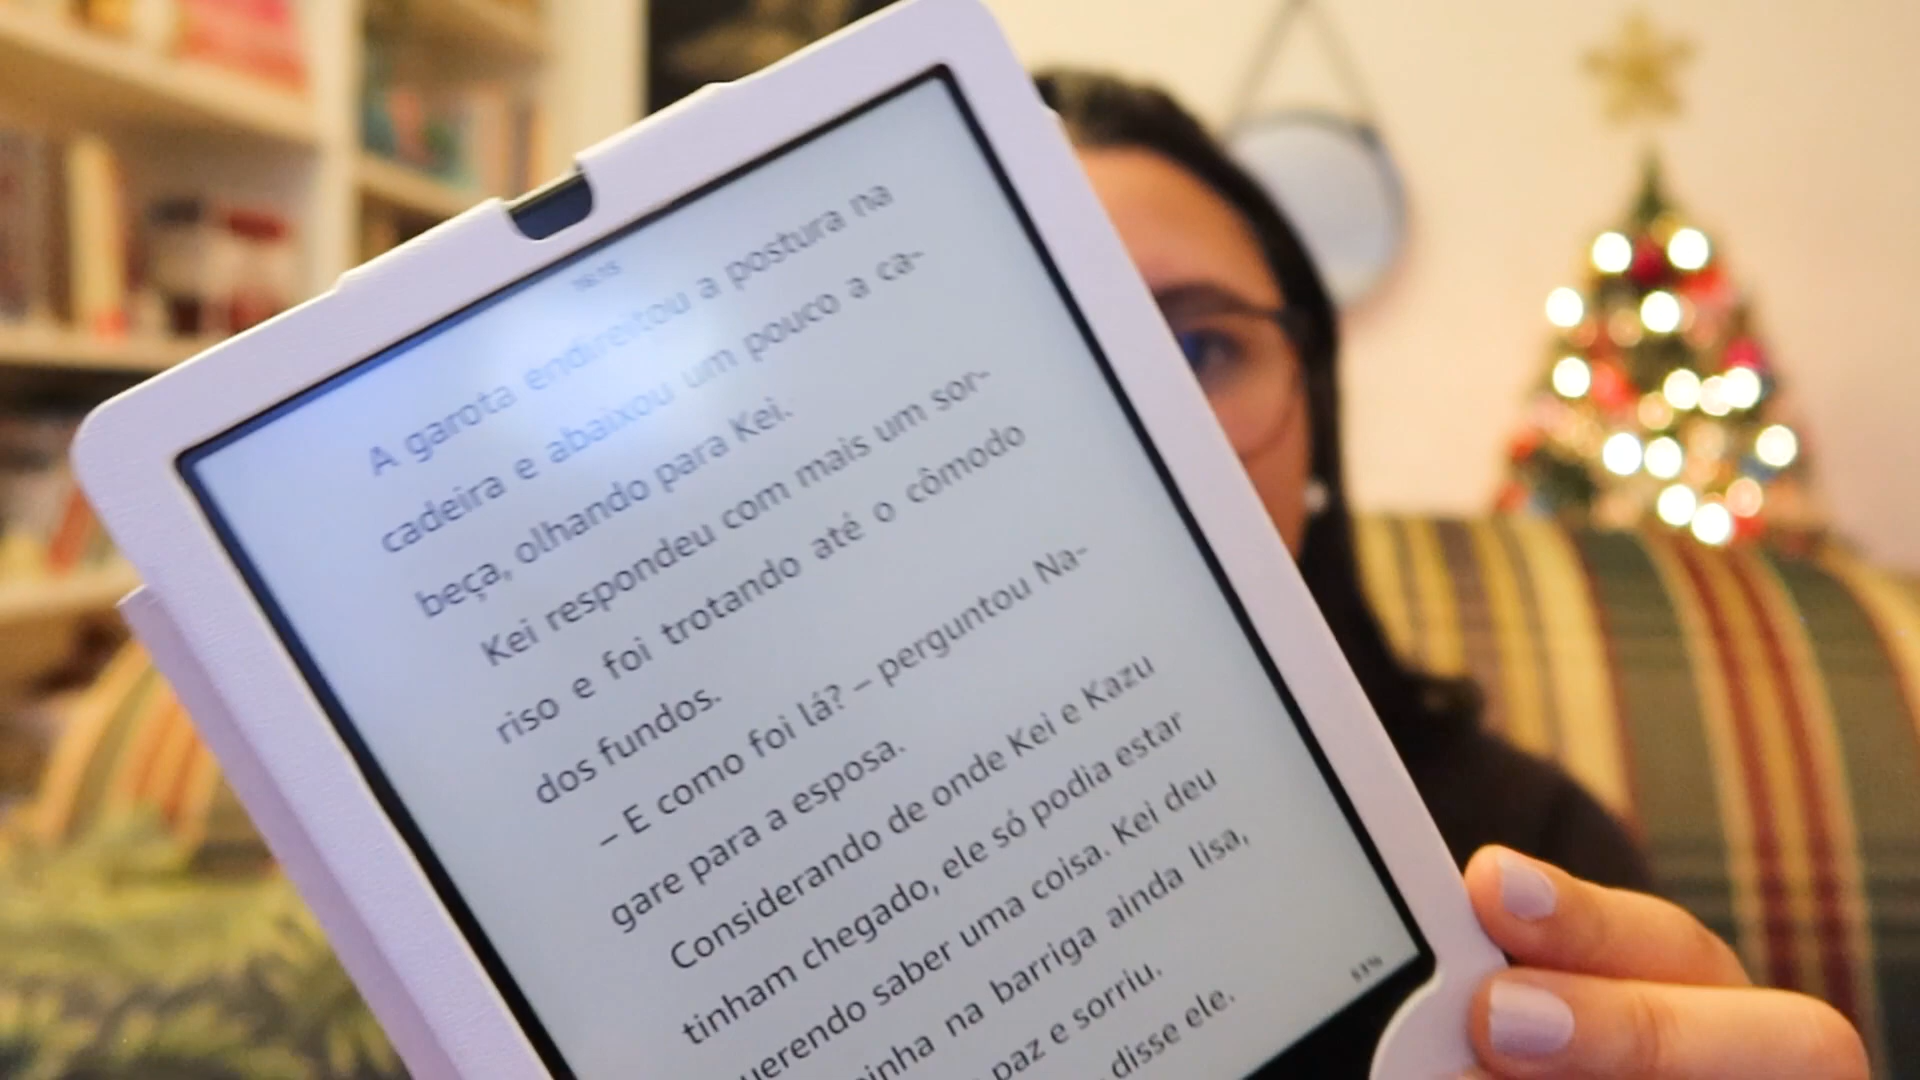 16:15
A garota endireitou a postura na
cadeira e abaixou um pouco a ca-
beça, olhando para Kei.
Kei respondeu com mais um sor-
riso e foi trotando até o cômodo
dos fundos.
– E como foi lá? – perguntou Na-
gare para a esposa.
Considerando de onde Kei e Kazu
tinham chegado, ele só podia estar
querendo saber uma coisa. Kei deu
na barriga ainda lisa,
paz e sorriu.
disse ele.